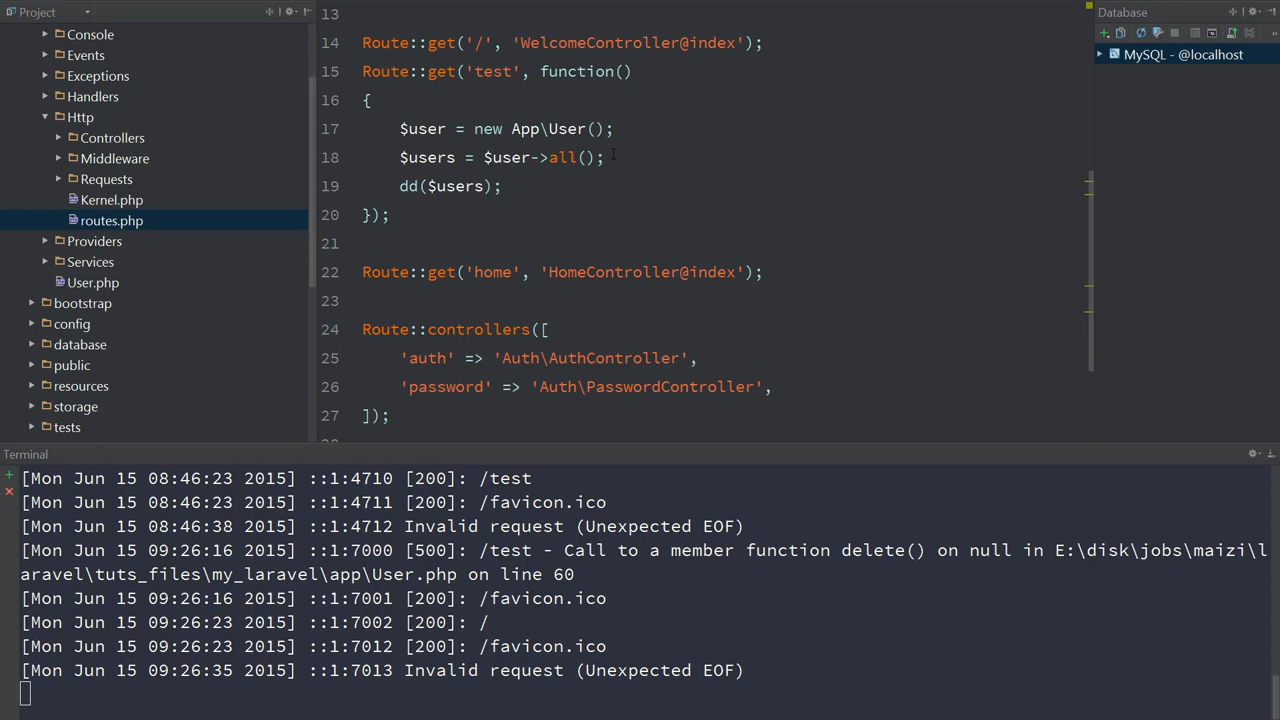 Project
Console
Events
Exceptions
Handlers
Http
Controllers
Middleware
Requests
Kernel.php
routes.php
Providers
Services
User.php
bootstrap
config
database
public
resources
storage
tests
13
14 Route::get('/', 'WelcomeController@index');
15 Route::get('test', function()
16 {
17 $user = new App\User();
18 $users = $user->all();
19 dd($users);
20 });
21
22 Route::get('home', 'HomeController@index');
23
24 Route::controllers([
25 'auth' => 'Auth\AuthController',
26 'password' => 'Auth\PasswordController',
27 ]);
Database
MySQL - @localhost
Terminal
[Mon Jun 15 08:46:23 2015] ::1:4710 [200]: /test
[Mon Jun 15 08:46:23 2015] ::1:4711 [200]: /favicon.ico
[Mon Jun 15 08:46:38 2015] ::1:4712 Invalid request (Unexpected EOF)
[Mon Jun 15 09:26:16 2015] ::1:7000 [500]: /test - Call to a member function delete() on null in E:\disk\jobs\maizi\l
aravel\tuts_files\my_laravel\app\User.php on line 60
[Mon Jun 15 09:26:16 2015] ::1:7001 [200]: /favicon.ico
[Mon Jun 15 09:26:23 2015] ::1:7002 [200]: /
[Mon Jun 15 09:26:23 2015] ::1:7012 [200]: /favicon.ico
[Mon Jun 15 09:26:35 2015] ::1:7013 Invalid request (Unexpected EOF)